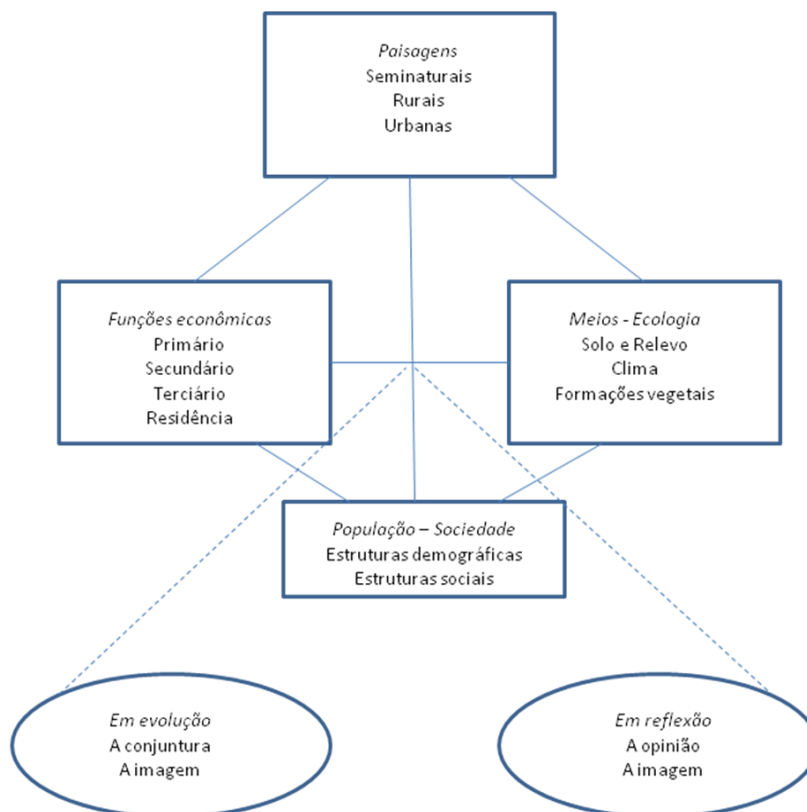 Paisagens
Seminaturais
Rurais
Urbanas
Funções econômicas
Primário
Secundário
Terciário
Residência
Meios - Ecologia
Solo e Relevo
Clima
Formações vegetais
População – Sociedade
Estruturas demográficas
Estruturas sociais
Em evolução
A conjuntura
A imagem
Em reflexão
A opinião
A imagem